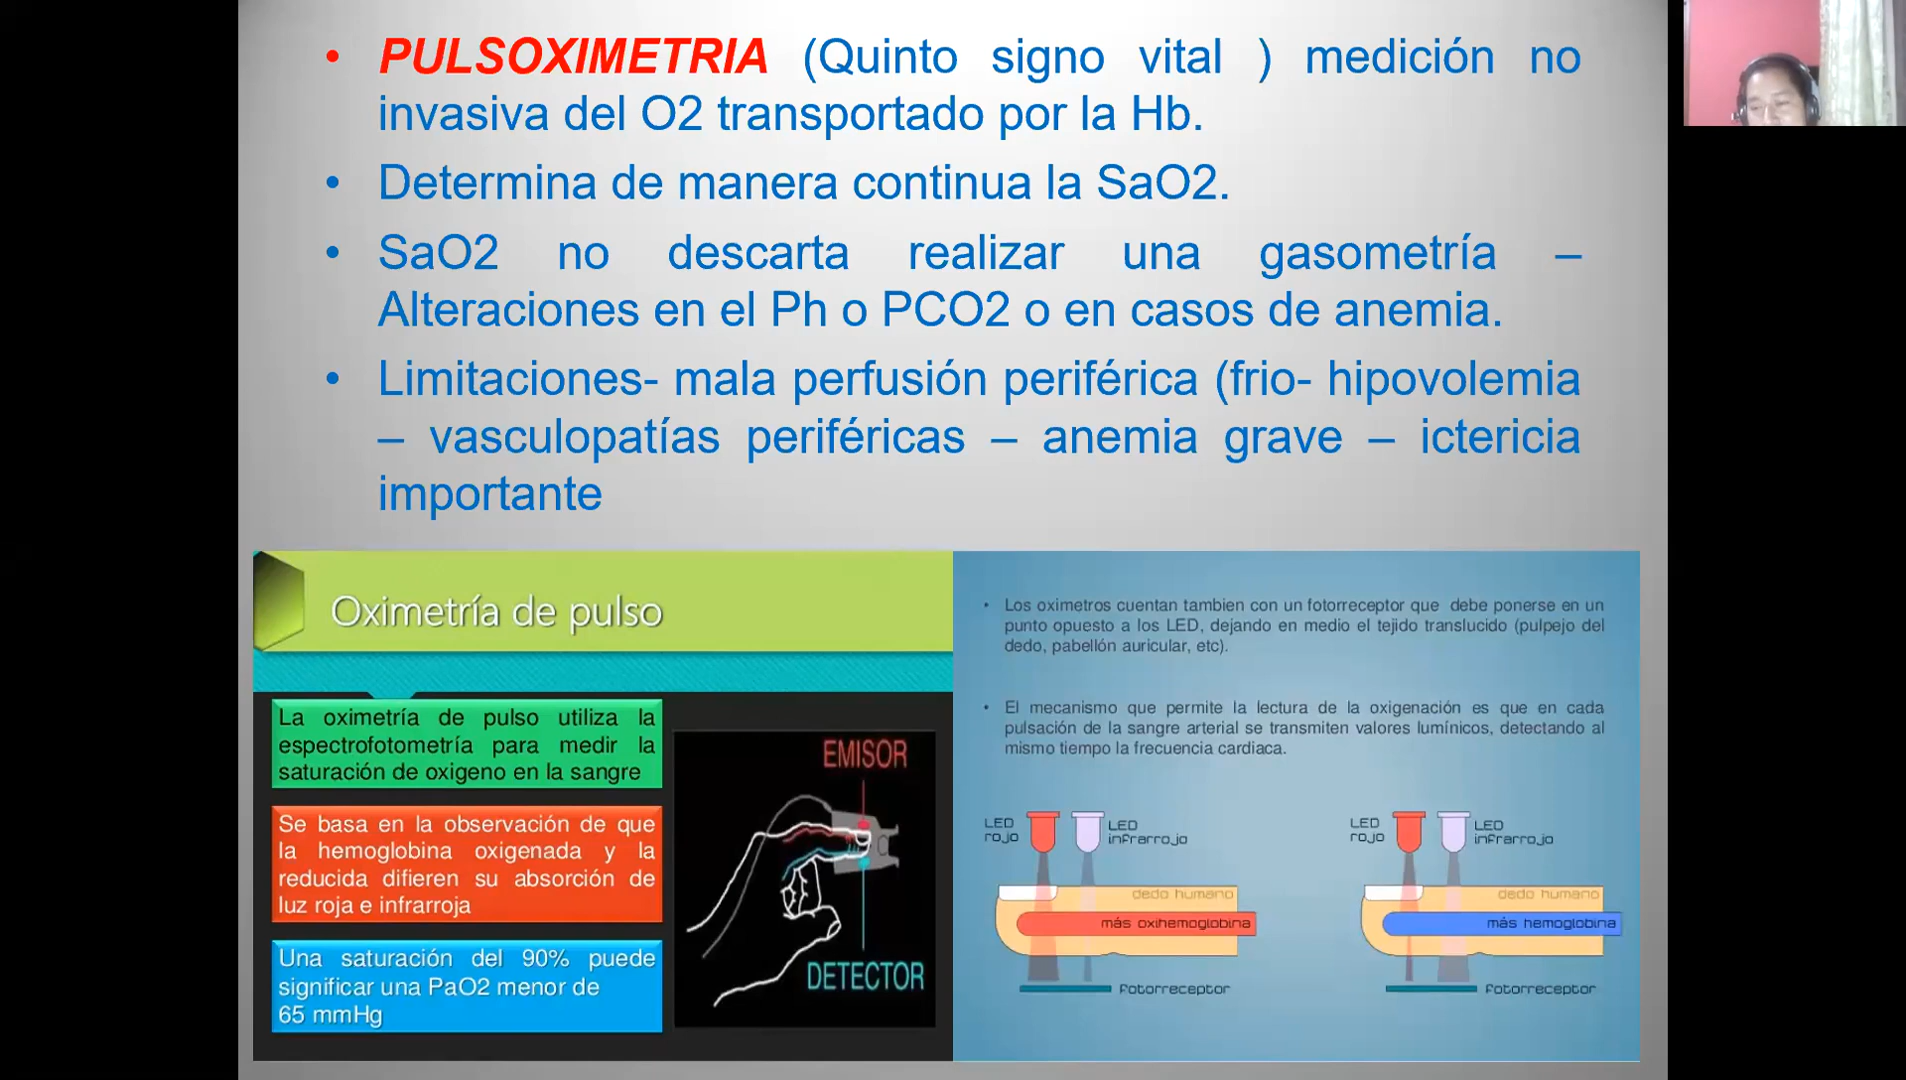 • PULSOXIMETRIA (Quinto signo vital ) medición no
invasiva del O2 transportado por la Hb.
• Determina de manera continua la SaO2.
• SaO2 no descarta realizar una gasometría –
Alteraciones en el Ph o PCO2 o en casos de anemia.
• Limitaciones- mala perfusión periférica (frio- hipovolemia
– vasculopatías periféricas – anemia grave – ictericia
importante
Oximetría de pulso
La oximetría de pulso utiliza la
espectrofotometría para medir la
saturación de oxigeno en la sangre
Se basa en la observación de que
la hemoglobina oxigenada y la
reducida difieren su absorción de
luz roja e infrarroja
Una saturación del 90% puede
significar una PaO2 menor de
65 mmHg
EMISOR
DETECTOR
• Los oximetros cuentan tambien con un fotorreceptor que debe ponerse en un
punto opuesto a los LED, dejando en medio el tejido translucido (pulpejo del
dedo, pabellón auricular, etc).
• El mecanismo que permite la lectura de la oxigenación es que en cada
pulsación de la sangre arterial se transmiten valores lumínicos, detectando al
mismo tiempo la frecuencia cardiaca.
LED
rojo
LED
infrarrojo
dedo humano
más oxihemoglobina
fotorreceptor
LED
rojo
LED
infrarrojo
dedo humano
más hemoglobina
fotorreceptor